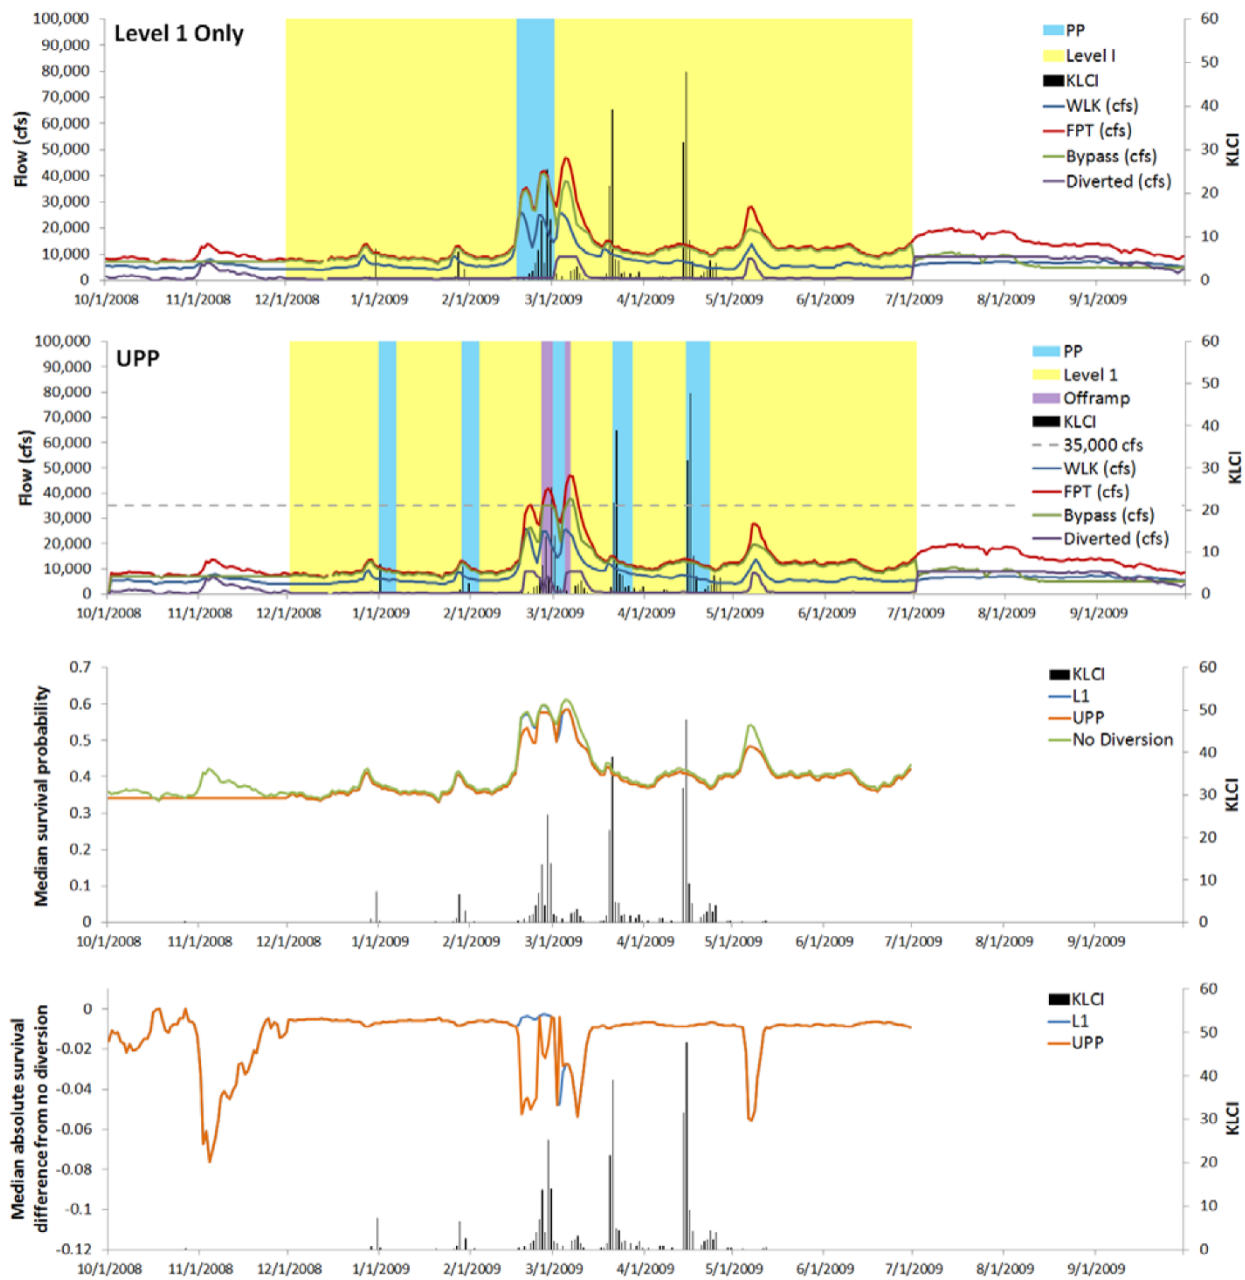 Level 1 Only
Flow (cfs)
100,000
90,000
80,000
70,000
60,000
50,000
40,000
30,000
20,000
10,000
0
10/1/2008 11/1/2008 12/1/2008 1/1/2009 2/1/2009 3/1/2009 4/1/2009 5/1/2009 6/1/2009 7/1/2009 8/1/2009 9/1/2009
PP
Level I
KLCI
WLK (cfs)
FPT (cfs)
Bypass (cfs)
Diverted (cfs)
60
50
40
30
20
10
0
KLCI
UPP
Flow (cfs)
100,000
90,000
80,000
70,000
60,000
50,000
40,000
30,000
20,000
10,000
0
10/1/2008 11/1/2008 12/1/2008 1/1/2009 2/1/2009 3/1/2009 4/1/2009 5/1/2009 6/1/2009 7/1/2009 8/1/2009 9/1/2009
PP
Level 1
Offramp
KLCI
35,000 cfs
WLK (cfs)
FPT (cfs)
Bypass (cfs)
Diverted (cfs)
60
50
40
30
20
10
0
KLCI
Median survival probability
0.7
0.6
0.5
0.4
0.3
0.2
0.1
0
10/1/2008 11/1/2008 12/1/2008 1/1/2009 2/1/2009 3/1/2009 4/1/2009 5/1/2009 6/1/2009 7/1/2009 8/1/2009 9/1/2009
KLCI
L1
UPP
No Diversion
60
50
40
30
20
10
0
KLCI
Median absolute survival
difference from no diversion
0
-0.02
-0.04
-0.06
-0.08
-0.1
-0.12
10/1/2008 11/1/2008 12/1/2008 1/1/2009 2/1/2009 3/1/2009 4/1/2009 5/1/2009 6/1/2009 7/1/2009 8/1/2009 9/1/2009
KLCI
L1
UPP
60
50
40
30
20
10
0
KLCI